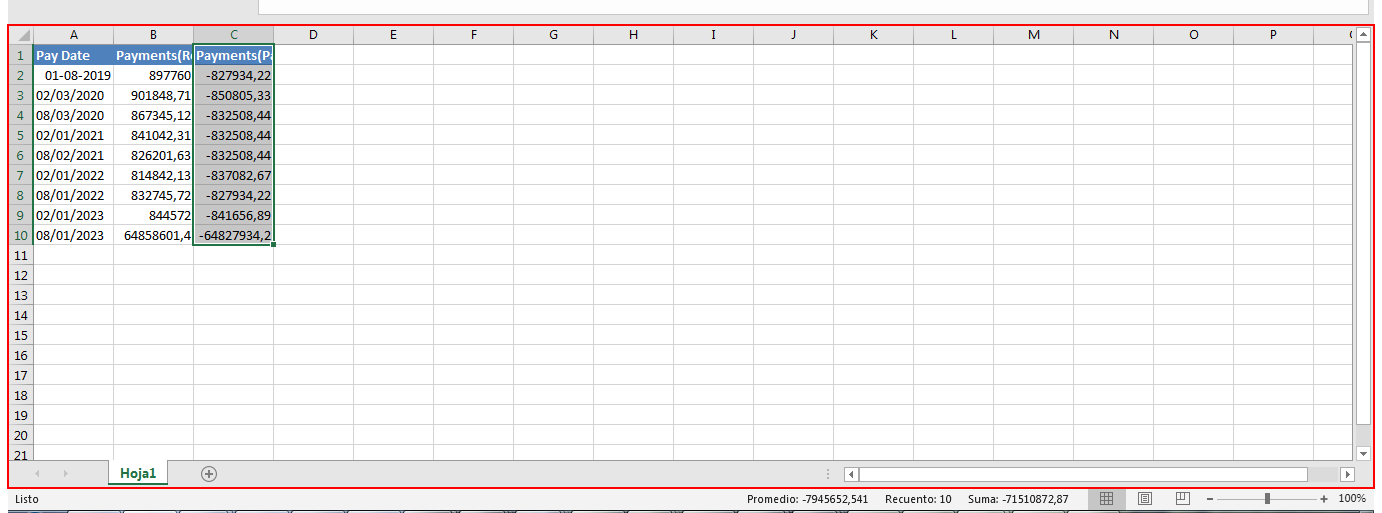 A B C D E F G H I J K L M N O P
1 Pay Date Payments(R Payments(P
2 01-08-2019 897760 -827934,22
3 02/03/2020 901848,71 -850805,33
4 08/03/2020 867345,12 -832508,44
5 02/01/2021 841042,31 -832508,44
6 08/02/2021 826201,63 -832508,44
7 02/01/2022 814842,13 -837082,67
8 08/01/2022 832745,72 -827934,22
9 02/01/2023 844572 -841656,89
10 08/01/2023 64858601,4 -64827934,2
11
12
13
14
15
16
17
18
19
20
21
Hoja1
Listo Promedio: -7945652,541 Recuento: 10 Suma: -71510872,87 100%